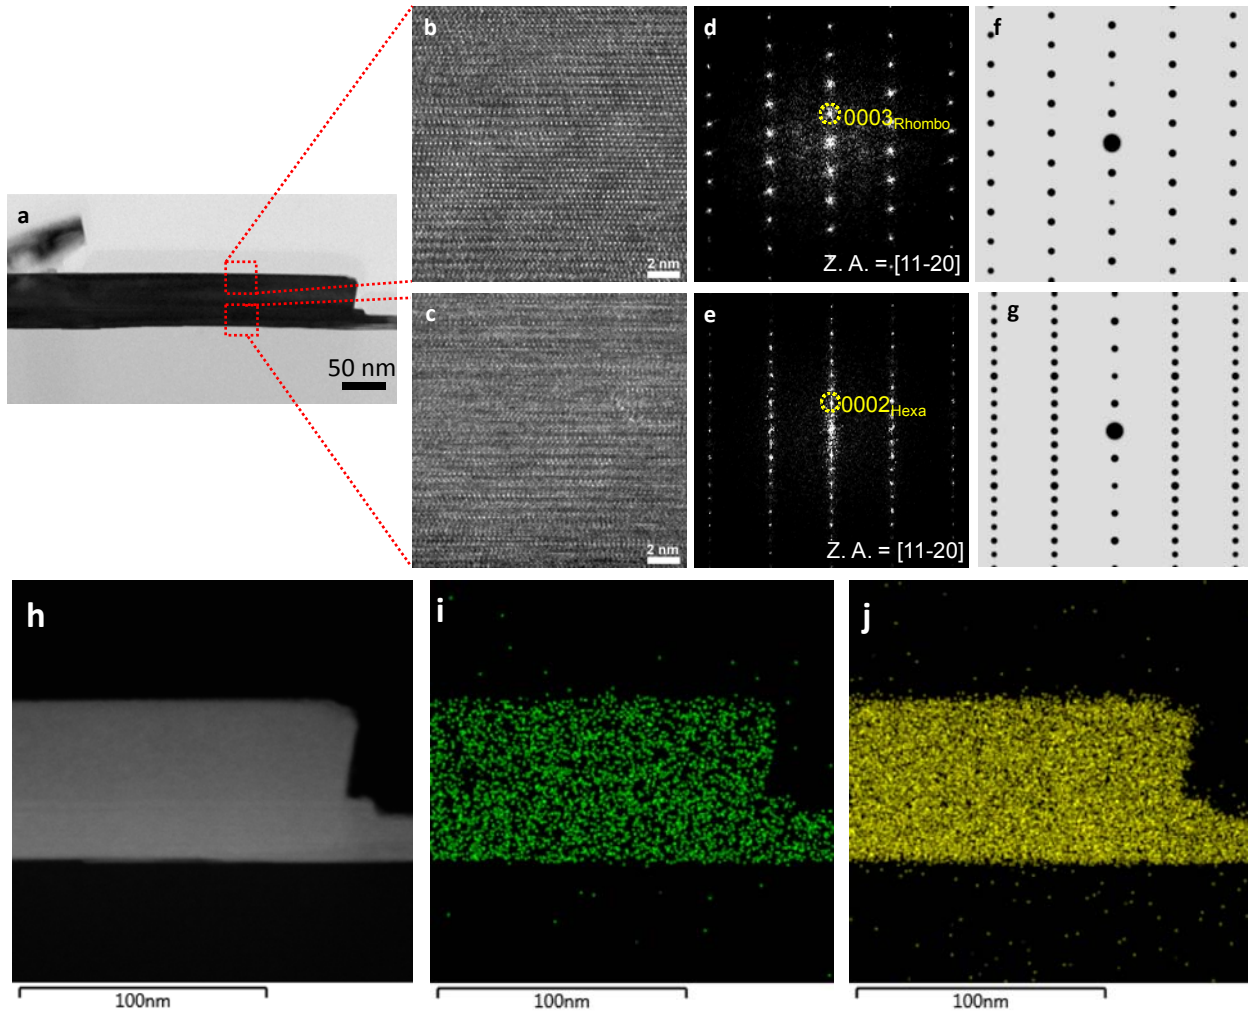 a
50 nm
b
2 nm
c
2 nm
d
0003Rhombo
Z. A. = [11-20]
e
0002Hexa
Z. A. = [11-20]
f
g
h
100nm
i
100nm
j
100nm